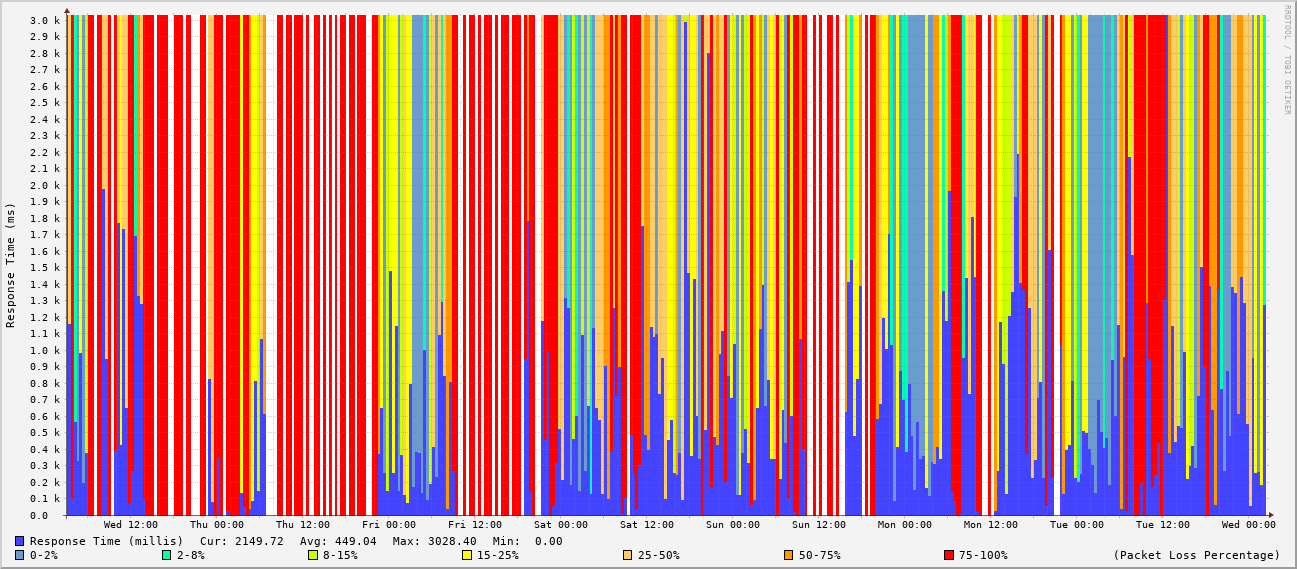 3.0 k
2.9 k
2.8 k
2.7 k
2.6 k
2.5 k
2.4 k
2.3 k
2.2 k
2.1 k
2.0 k
1.9 k
1.8 k
1.7 k
1.6 k
1.5 k
1.4 k
1.3 k
1.2 k
1.1 k
1.0 k
0.9 k
0.8 k
0.7 k
0.6 k
0.5 k
0.4 k
0.3 k
0.2 k
0.1 k
0.0
Response Time (ms)
RRDTOOL / TOBI OETIKER
Wed 12:00 Thu 00:00 Thu 12:00 Fri 00:00 Fri 12:00 Sat 00:00 Sat 12:00 Sun 00:00 Sun 12:00 Mon 00:00 Mon 12:00 Tue 00:00 Tue 12:00 Wed 00:00
Response Time (millis) Cur: 2149.72 Avg: 449.04 Max: 3028.40 Min: 0.00
0-2% 2-8% 8-15% 15-25% 25-50% 50-75% 75-100% (Packet Loss Percentage)